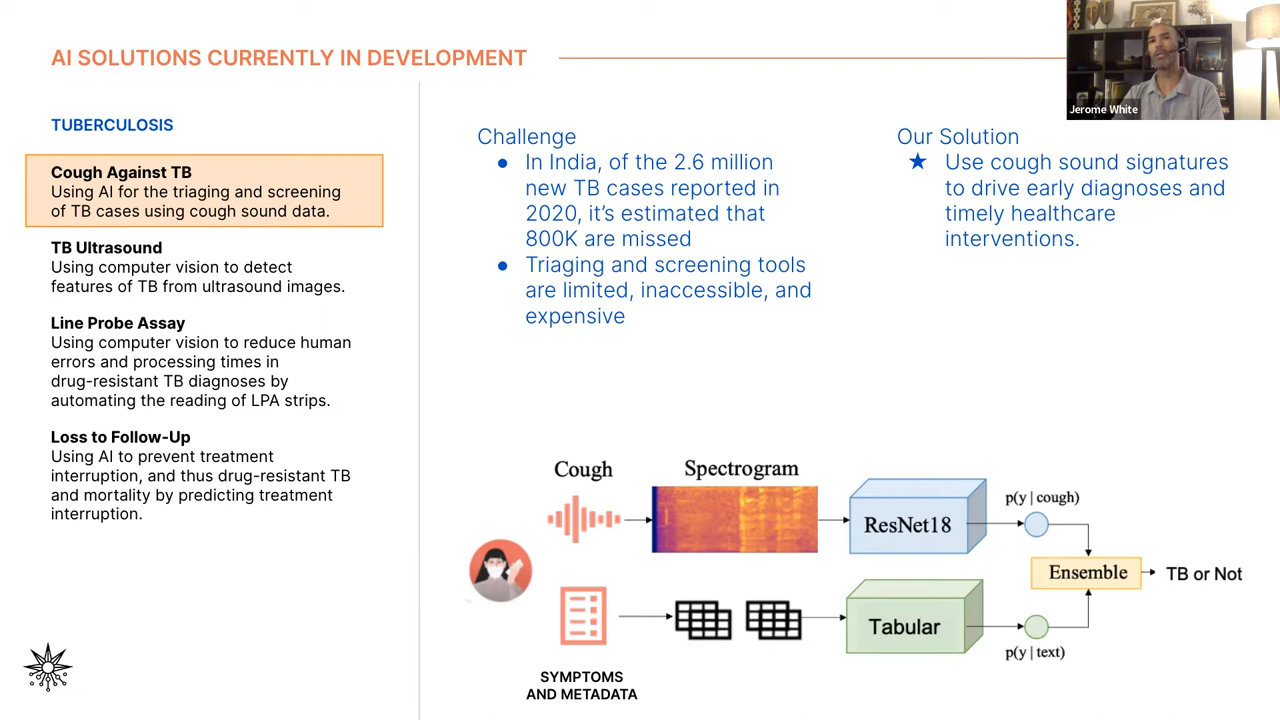 AI SOLUTIONS CURRENTLY IN DEVELOPMENT
Jerome White
TUBERCULOSIS
Cough Against TB
Using AI for the triaging and screening
of TB cases using cough sound data.
TB Ultrasound
Using computer vision to detect
features of TB from ultrasound images.
Line Probe Assay
Using computer vision to reduce human
errors and processing times in
drug-resistant TB diagnoses by
automating the reading of LPA strips.
Loss to Follow-Up
Using AI to prevent treatment
interruption, and thus drug-resistant TB
and mortality by predicting treatment
interruption.
Challenge
● In India, of the 2.6 million
new TB cases reported in
2020, it’s estimated that
800K are missed
● Triaging and screening tools
are limited, inaccessible, and
expensive
Our Solution
★ Use cough sound signatures
to drive early diagnoses and
timely healthcare
interventions.
Cough
Spectrogram
ResNet18
p(y | cough)
Ensemble
TB or Not
Tabular
p(y | text)
SYMPTOMS
AND METADATA